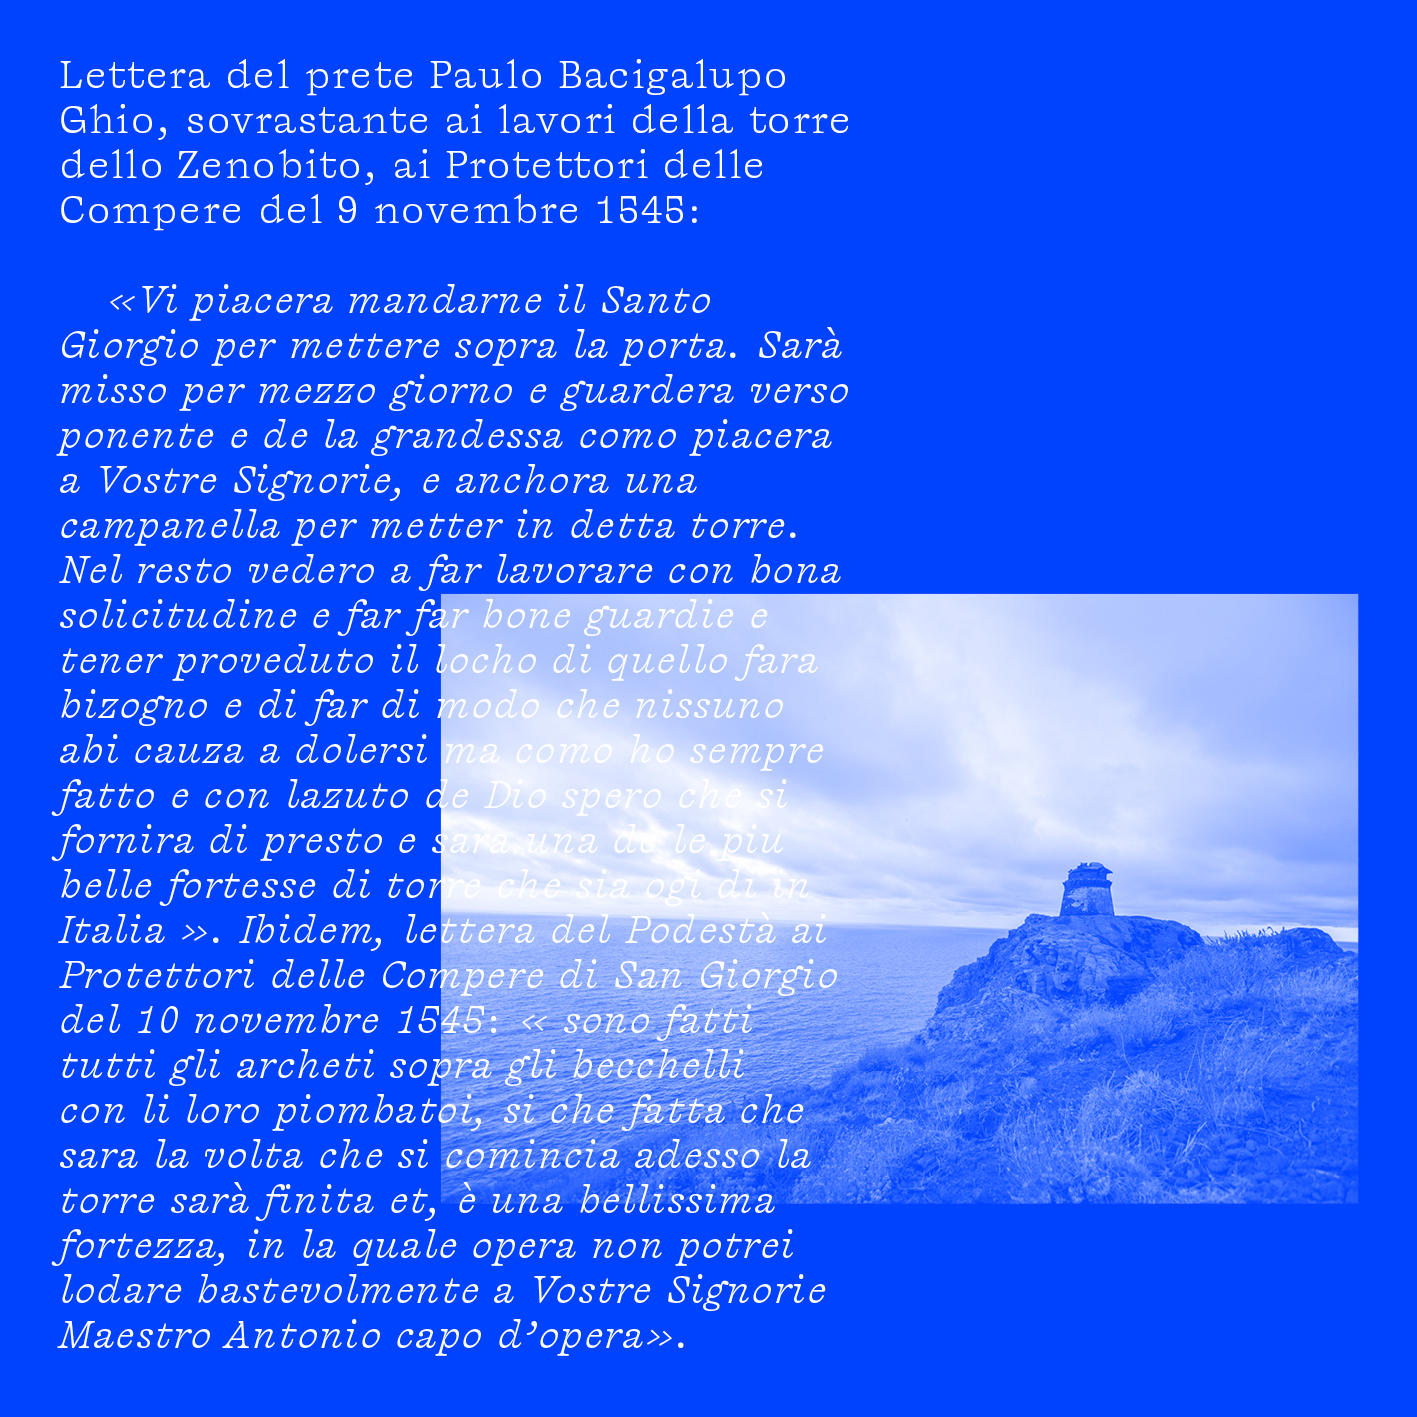 Lettera del prete Paulo Bacigalupo
Ghio, sovrastante ai lavori della torre
dello Zenobito, ai Protettori delle
Compere del 9 novembre 1545:
«Vi piacera mandarne il Santo
Giorgio per mettere sopra la porta. Sarà
misso per mezzo giorno e guardera verso
ponente e de la grandessa como piacera
a Vostre Signorie, e anchora una
campanella per metter in detta torre.
Nel resto vedero a far lavorare con bona
solicitudine e far far bone guardie e
tener proveduto il locho di quello fara
bizogno e di far di modo che nissuno
abi cauza a dolersi ma como ho sempre
fatto e con lazuto de Dio spero che si
fornira di presto e sara una de le piu
belle fortesse di torre che sia ogi di in
Italia ». Ibidem, lettera del Podestà ai
Protettori delle Compere di San Giorgio
del 10 novembre 1545: « sono fatti
tutti gli archeti sopra gli becchelli
con li loro piombatoi, si che fatta che
sara la volta che si comincia adesso la
torre sarà finita et, è una bellissima
fortezza, in la quale opera non potrei
lodare bastevolmente a Vostre Signorie
Maestro Antonio capo d’opera».